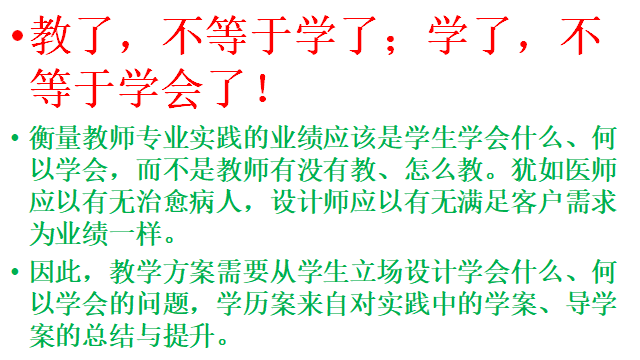 •教了，不等于学了；学了，不
等于学会了！
• 衡量教师专业实践的业绩应该是学生学会什么、何
以学会，而不是教师有没有教、怎么教。犹如医师
应以有无治愈病人，设计师应以有无满足客户需求
为业绩一样。
• 因此，教学方案需要从学生立场设计学会什么、何
以学会的问题，学历案来自对实践中的学案、导学
案的总结与提升。